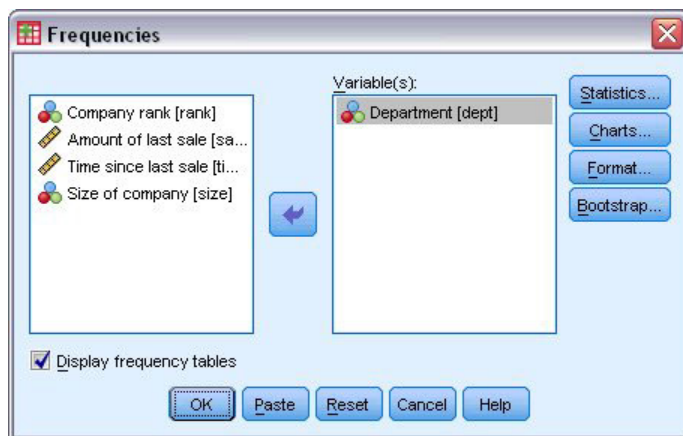 Frequencies
Variable(s):
Company rank [rank]
Amount of last sale [sa...
Time since last sale [ti...
Size of company [size]
Department [dept]
Statistics...
Charts...
Format...
Bootstrap...
Display frequency tables
OK
Paste
Reset
Cancel
Help